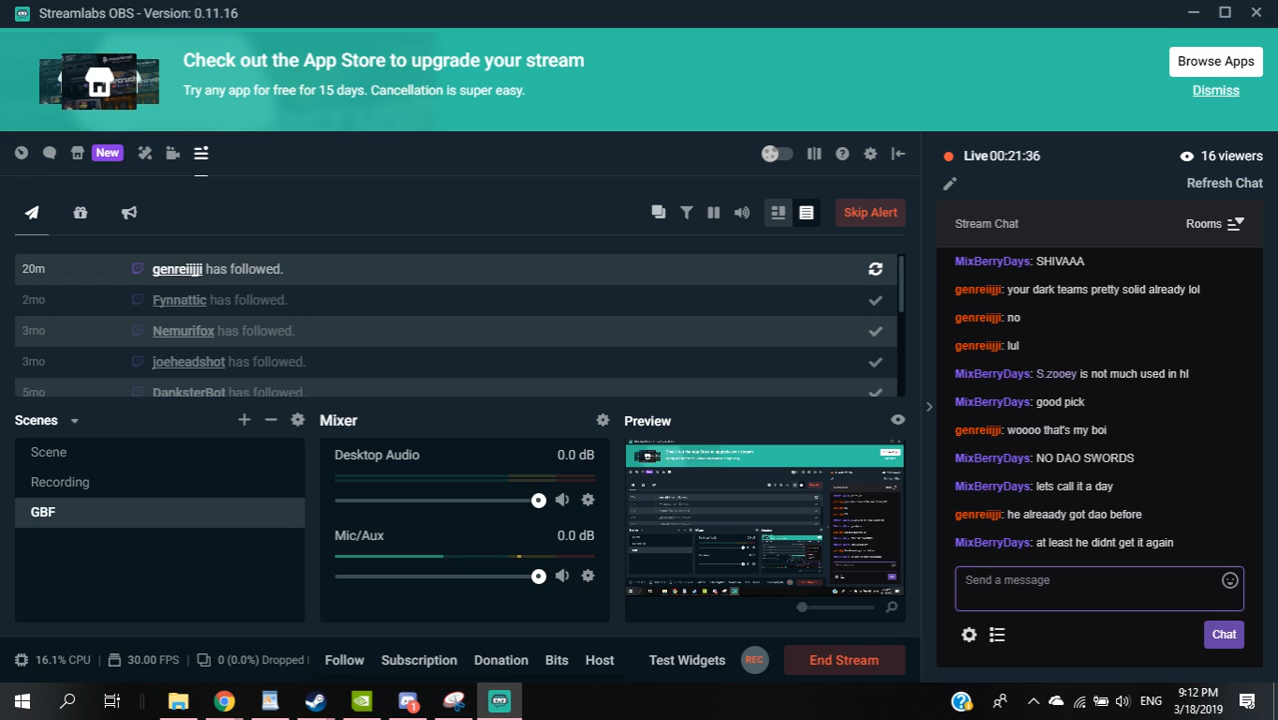 Streamlabs OBS - Version: 0.11.16
Check out the App Store to upgrade your stream
Try any app for free for 15 days. Cancellation is super easy.
Browse Apps
Dismiss
New
Live 00:21:36
16 viewers
Refresh Chat
Skip Alert
Stream Chat
Rooms
20m genreiijji has followed.
2mo Fynnattic has followed.
3mo Nemurifox has followed.
3mo joeheadshot has followed.
5mo DanksterBot has followed.
MixBerryDays: SHIVAAA
genreiijji: your dark teams pretty solid already lol
genreiijji: no
genreiijji: lul
MixBerryDays: S.zooey is not much used in hl
MixBerryDays: good pick
genreiijji: woooo that's my boi
MixBerryDays: NO DAO SWORDS
MixBerryDays: lets call it a day
genreiijji: he alreaady got dao before
MixBerryDays: at least he didnt get it again
Send a message
Chat
Scenes
Scene
Recording
GBF
Mixer
Desktop Audio 0.0 dB
Mic/Aux 0.0 dB
Preview
16.1% CPU
30.00 FPS
0 (0.0%) Dropped
Follow
Subscription
Donation
Bits
Host
Test Widgets
REC
End Stream
1
ENG
9:12 PM
3/18/2019